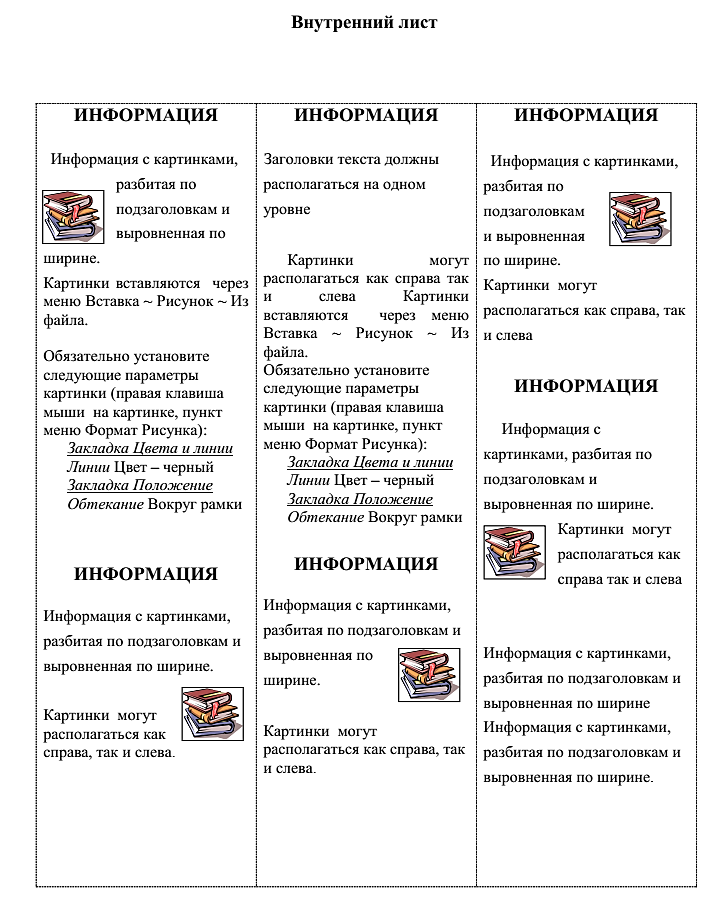 Внутренний лист
ИНФОРМАЦИЯ
Информация с картинками,
разбитая по
подзаголовкам и
выровненная по
ширине.
Картинки вставляются через
меню Вставка ~ Рисунок ~ Из
файла.
Обязательно установите
следующие параметры
картинки (правая клавиша
мыши на картинке, пункт
меню Формат Рисунка):
Закладка Цвета и линии
Линии Цвет – черный
Закладка Положение
Обтекание Вокруг рамки
ИНФОРМАЦИЯ
Информация с картинками,
разбитая по подзаголовкам и
выровненная по ширине.
Картинки могут
располагаться как
справа, так и слева.
ИНФОРМАЦИЯ
Заголовки текста должны
располагаться на одном
уровне
Картинки могут
располагаться как справа так
и слева Картинки
вставляются через меню
Вставка ~ Рисунок ~ Из
файла.
Обязательно установите
следующие параметры
картинки (правая клавиша
мыши на картинке, пункт
меню Формат Рисунка):
Закладка Цвета и линии
Линии Цвет – черный
Закладка Положение
Обтекание Вокруг рамки
ИНФОРМАЦИЯ
Информация с картинками,
разбитая по подзаголовкам и
выровненная по
ширине.
Картинки могут
располагаться как справа, так
и слева.
ИНФОРМАЦИЯ
Информация с картинками,
разбитая по
подзаголовкам
и выровненная
по ширине.
Картинки могут
располагаться как справа, так
и слева
ИНФОРМАЦИЯ
Информация с
картинками, разбитая по
подзаголовкам и
выровненная по ширине.
Картинки могут
располагаться как
справа так и слева
Информация с картинками,
разбитая по подзаголовкам и
выровненная по ширине
Информация с картинками,
разбитая по подзаголовкам и
выровненная по ширине.